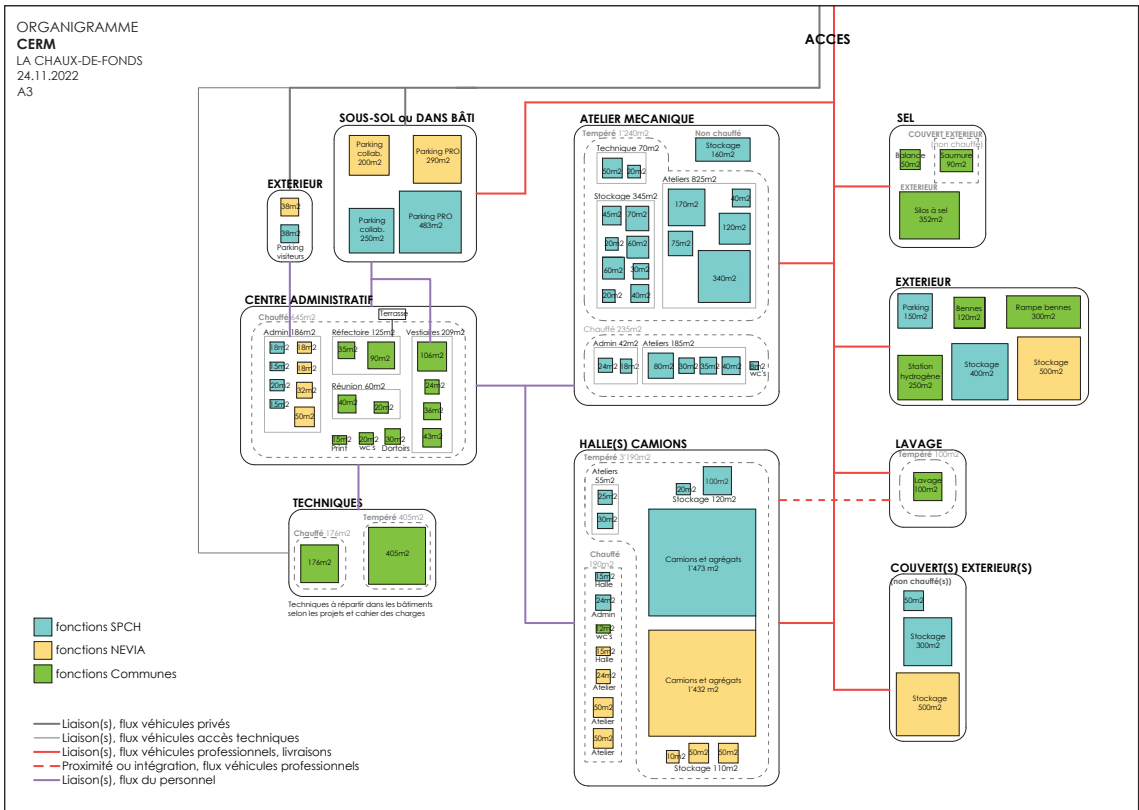 ORGANIGRAMME
CERM
LA CHAUX-DE-FONDS
24.11.2022
A3
ACCES
SOUS-SOL ou DANS BÂTI
Parking
collab.
200m2
Parking PRO
290m2
Parking
collab.
250m2
Parking PRO
483m2
EXTERIEUR
38m2
38m2
Parking
visiteurs
CENTRE ADMINISTRATIF
Terrasse
Chauffé 645m2
Admin 186m2
18m2
18m2
15m2
18m2
20m2
32m2
15m2
50m2
Réfectoire 125m2
35m2
90m2
Réunion 60m2
40m2
20m2
15m2
Print
20m2
WC'S
30m2
Dortoirs
Vestiaires 209m2
106m2
24m2
36m2
43m2
TECHNIQUES
Chauffé 176m2
176m2
Tempéré 405m2
405m2
Techniques à répartir dans les bâtiments
selon les projets et cahier des charges
ATELIER MECANIQUE
Tempéré 1'240m2
Technique 70m2
50m2
20m2
Non chauffé
Stockage
160m2
Stockage 345m2
45m2
70m2
20m2
60m2
60m2
30m2
20m2
40m2
Ateliers 825m2
170m2
40m2
120m2
75m2
340m2
Chauffé 235m2
Admin 42m2
24m2
18m2
Ateliers 185m2
80m2
30m2
35m2
40m2
8m2
WC'S
HALLE(S) CAMIONS
Tempéré 3'190m2
Ateliers
55m2
25m2
30m2
20m2
100m2
Stockage 120m2
Camions et agrégats
1'473 m2
Camions et agrégats
1'432 m2
10m2
50m2
50m2
Stockage 110m2
Chauffé
190m2
15m2
Halle
24m2
Admin
12m2
WC'S
15m2
Halle
24m2
Atelier
50m2
Atelier
50m2
Atelier
SEL
COUVERT EXTERIEUR
(non chauffé)
Balance
50m2
Saumure
90m2
EXTERIEUR
Silos à sel
352m2
EXTERIEUR
Parking
150m2
Bennes
120m2
Rampe bennes
300m2
Station
hydrogène
250m2
Stockage
400m2
Stockage
500m2
LAVAGE
Tempéré 100m2
Lavage
100m2
COUVERT(S) EXTERIEUR(S)
(non chauffé(s))
50m2
Stockage
300m2
Stockage
500m2
fonctions SPCH
fonctions NEVIA
fonctions Communes
Liaison(s), flux véhicules privés
Liaison(s), flux véhicules accès techniques
Liaison(s), flux véhicules professionnels, livraisons
Proximité ou intégration, flux véhicules professionnels
Liaison(s), flux du personnel